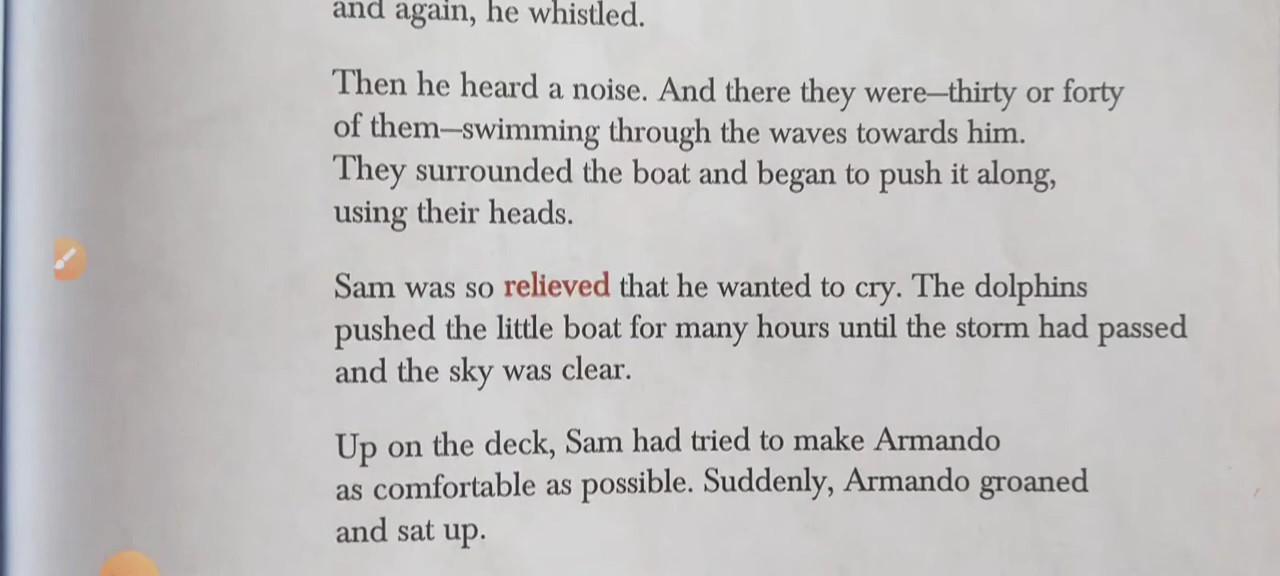 and again, he whistled.
Then he heard a noise. And there they were—thirty or forty
of them—swimming through the waves towards him.
They surrounded the boat and began to push it along,
using their heads.
Sam was so relieved that he wanted to cry. The dolphins
pushed the little boat for many hours until the storm had passed
and the sky was clear.
Up on the deck, Sam had tried to make Armando
as comfortable as possible. Suddenly, Armando groaned
and sat up.